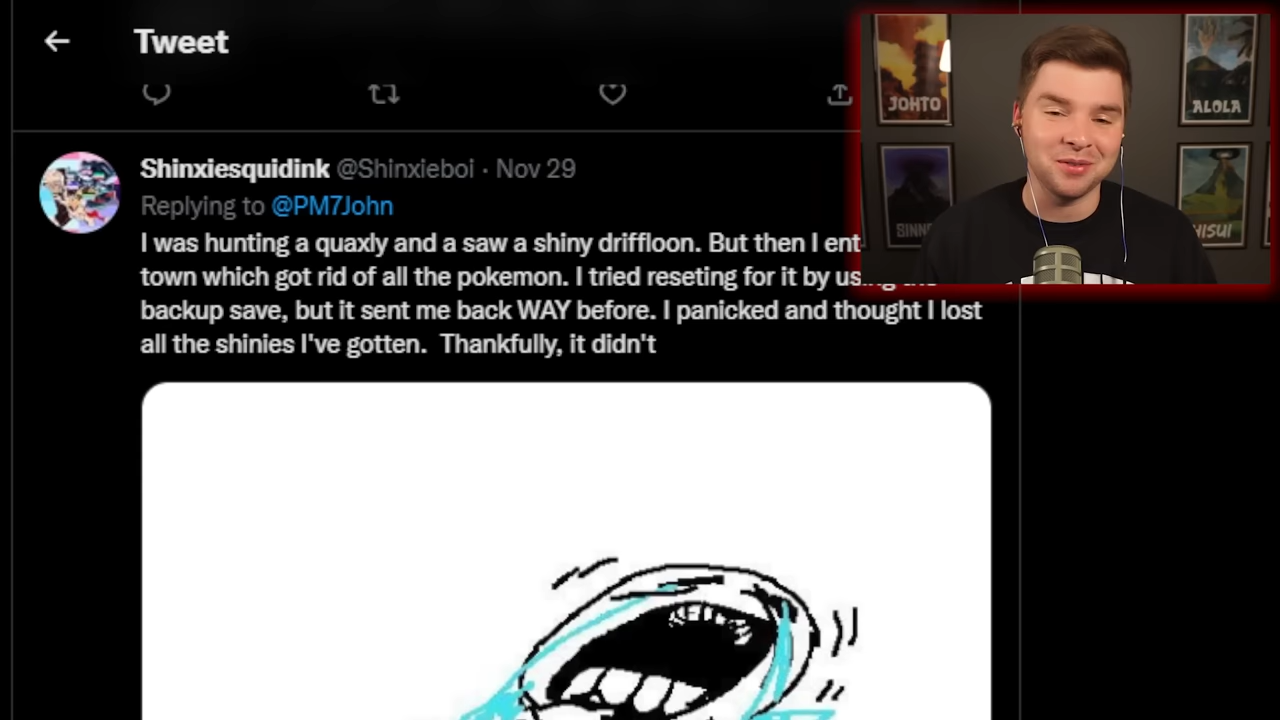 Tweet
Shinxiesquidink @Shinxieboi · Nov 29
Replying to @PM7John
I was hunting a quaxly and a saw a shiny driffloon. But then I ent
town which got rid of all the pokemon. I tried reseting for it by using
backup save, but it sent me back WAY before. I panicked and thought I lost
all the shinies I've gotten. Thankfully, it didn't
JOHTO
ALOLA
HISUI